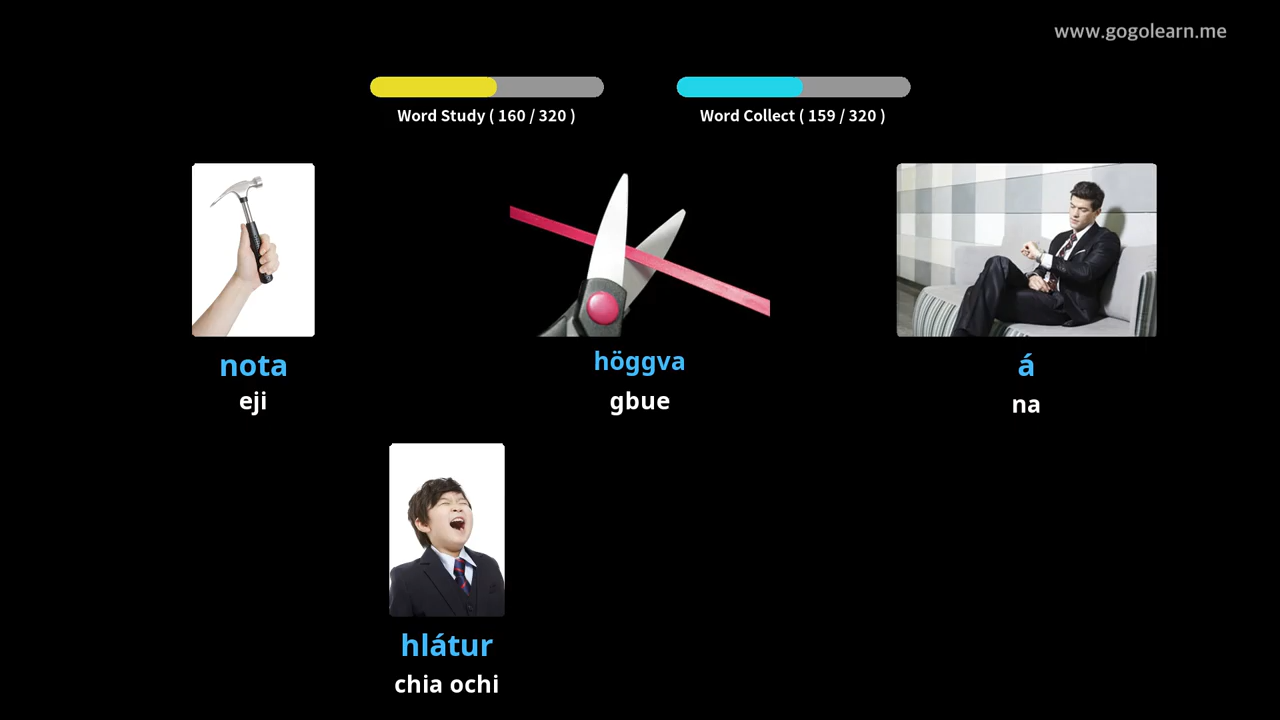 www.gogolearn.me
Word Study ( 160 / 320 )
Word Collect ( 159 / 320 )
nota
eji
höggva
gbue
á
na
hlátur
chia ochi